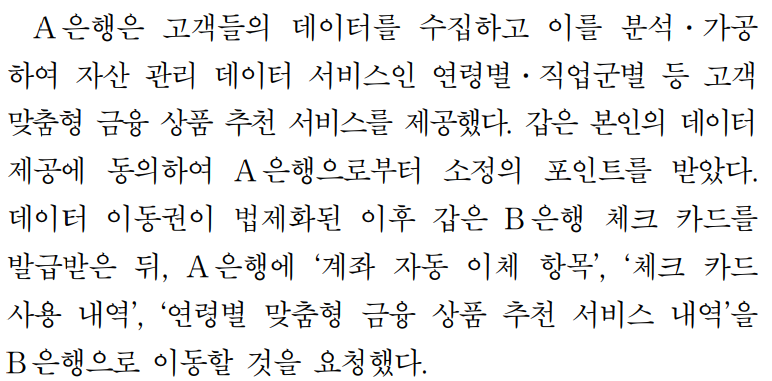 A은행은 고객들의 데이터를 수집하고 이를 분석·가공
하여 자산 관리 데이터 서비스인 연령별·직업군별 등 고객
맞춤형 금융 상품 추천 서비스를 제공했다. 갑은 본인의 데이터
제공에 동의하여 A은행으로부터 소정의 포인트를 받았다.
데이터 이동권이 법제화된 이후 갑은 B은행 체크 카드를
발급받은 뒤, A은행에 ‘계좌 자동 이체 항목’, ‘체크 카드
사용 내역’, ‘연령별 맞춤형 금융 상품 추천 서비스 내역’을
B은행으로 이동할 것을 요청했다.